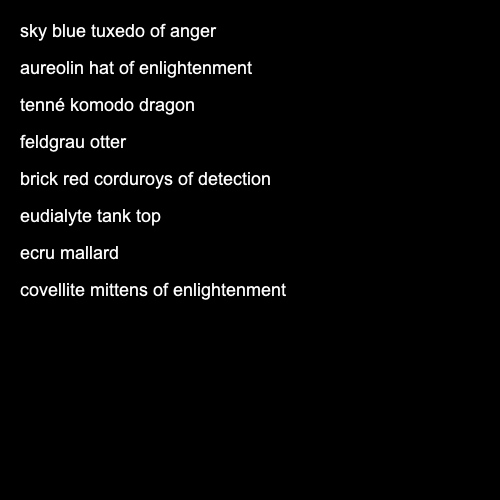 sky blue tuxedo of anger
aureolin hat of enlightenment
tenné komodo dragon
feldgrau otter
brick red corduroys of detection
eudialyte tank top
ecru mallard
covellite mittens of enlightenment